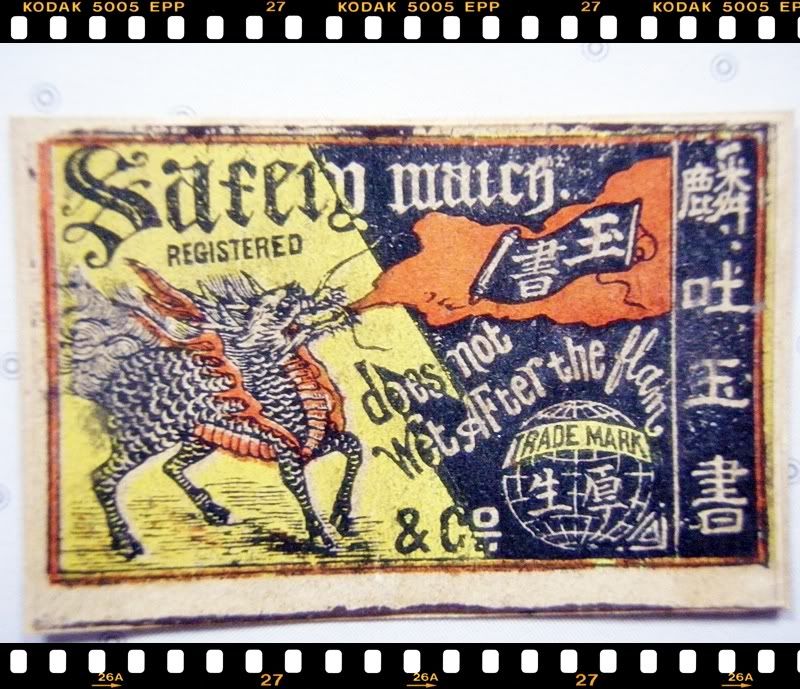 KODAK 5005 EPP 27 KODAK 5005 EPP 27 KODAK 5005 EPP
Safety match.
REGISTERED
玉書
does not
Wet After the flam
TRADE MARK
生原
& Co
麟吐玉書
26A 27 26A 27 26A